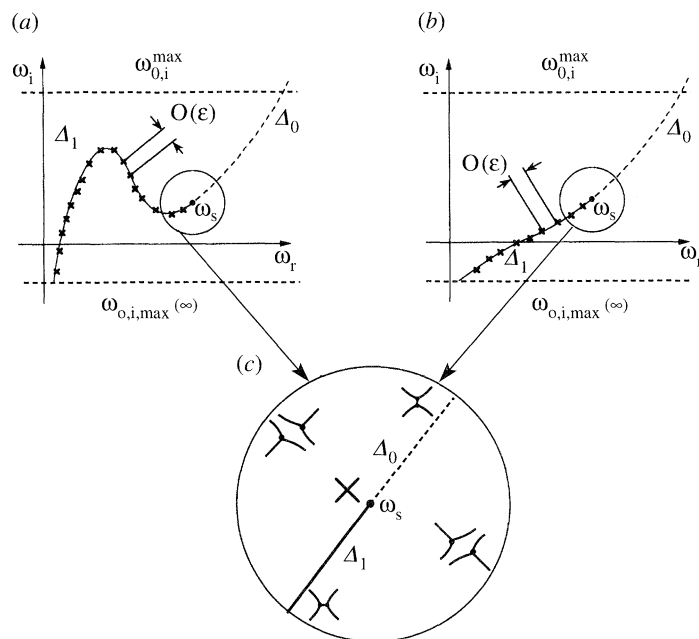 (a)
ω_i
ω_{0,i}^{max}
Δ_1
O(ε)
Δ_0
ω_s
ω_r
ω_{o,i,max} (∞)
(b)
ω_i
ω_{0,i}^{max}
Δ_0
O(ε)
ω_s
Δ_1
ω_r
ω_{o,i,max} (∞)
(c)
Δ_0
ω_s
Δ_1